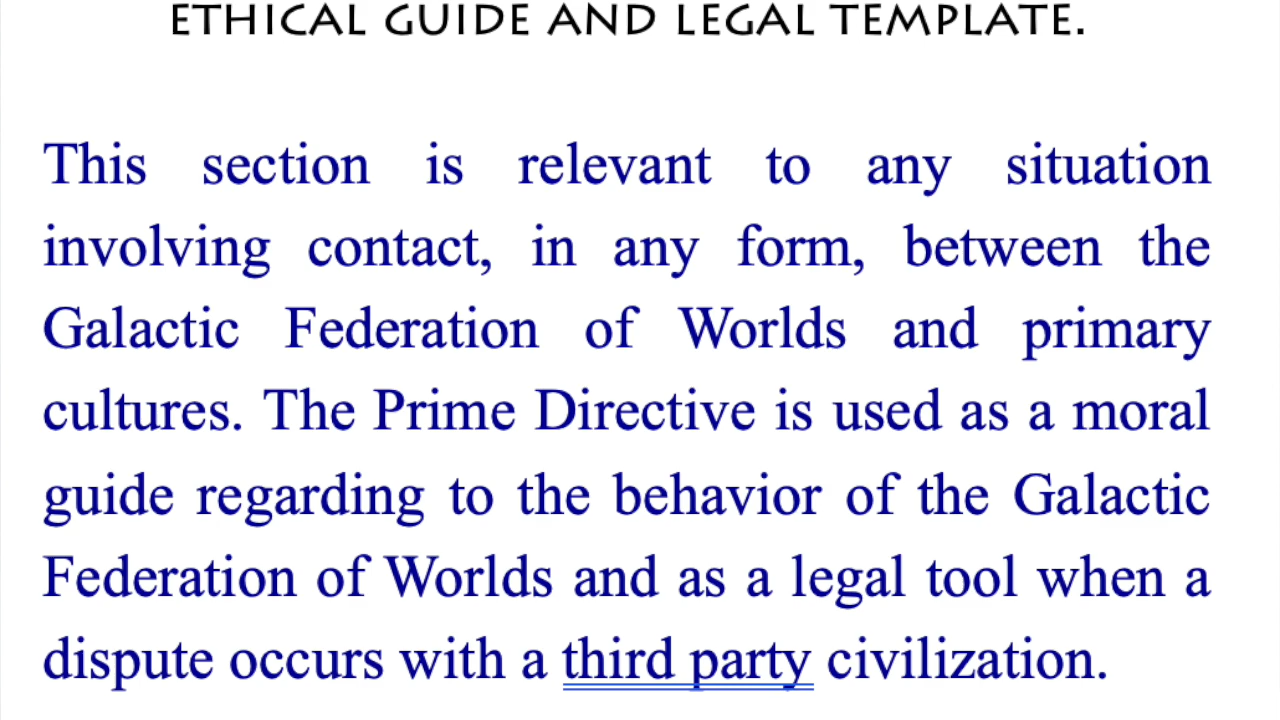 ETHICAL GUIDE AND LEGAL TEMPLATE.
This section is relevant to any situation
involving contact, in any form, between the
Galactic Federation of Worlds and primary
cultures. The Prime Directive is used as a moral
guide regarding to the behavior of the Galactic
Federation of Worlds and as a legal tool when a
dispute occurs with a third party civilization.